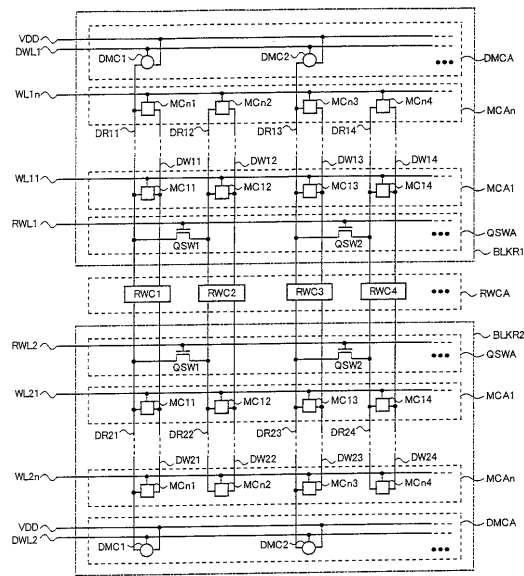 VDD
DWL1
DMC1 DMC2 DMCA
WL1n MCn1 MCn2 MCn3 MCn4 MCAn
DR11 DR12 DR13 DR14
DW11 DW12 DW13 DW14
WL11 MC11 MC12 MC13 MC14 MCA1
RWL1 QSW1 QSW2 QSWA
BLKR1
RWC1 RWC2 RWC3 RWC4 RWCA
BLKR2
RWL2 QSW1 QSW2 QSWA
WL21 MC11 MC12 MC13 MC14 MCA1
DR21 DR22 DR23 DR24
DW21 DW22 DW23 DW24
WL2n MCn1 MCn2 MCn3 MCn4 MCAn
VDD DMCA
DWL2 DMC1 DMC2